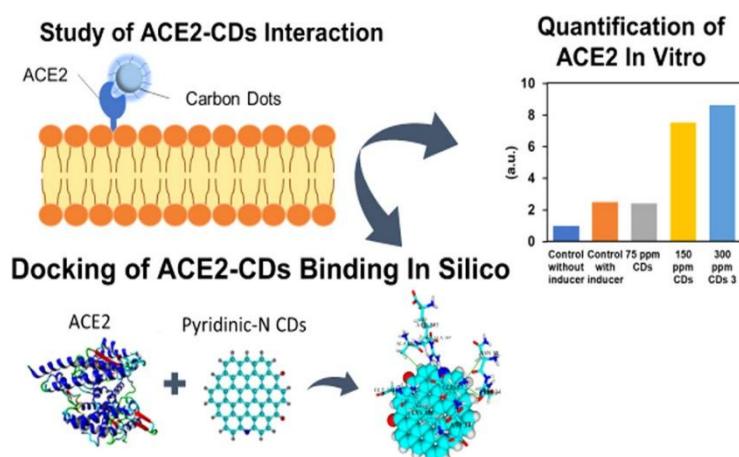 Study of ACE2-CDs Interaction
ACE2
Carbon Dots
Quantification of
ACE2 In Vitro
(a.u.)
10
8
6
4
2
0
Control
without
inducer
Control
with
inducer
75 ppm
CDs
150
ppm
CDs
300
ppm
CDs 3
Docking of ACE2-CDs Binding In Silico
ACE2
Pyridinic-N CDs